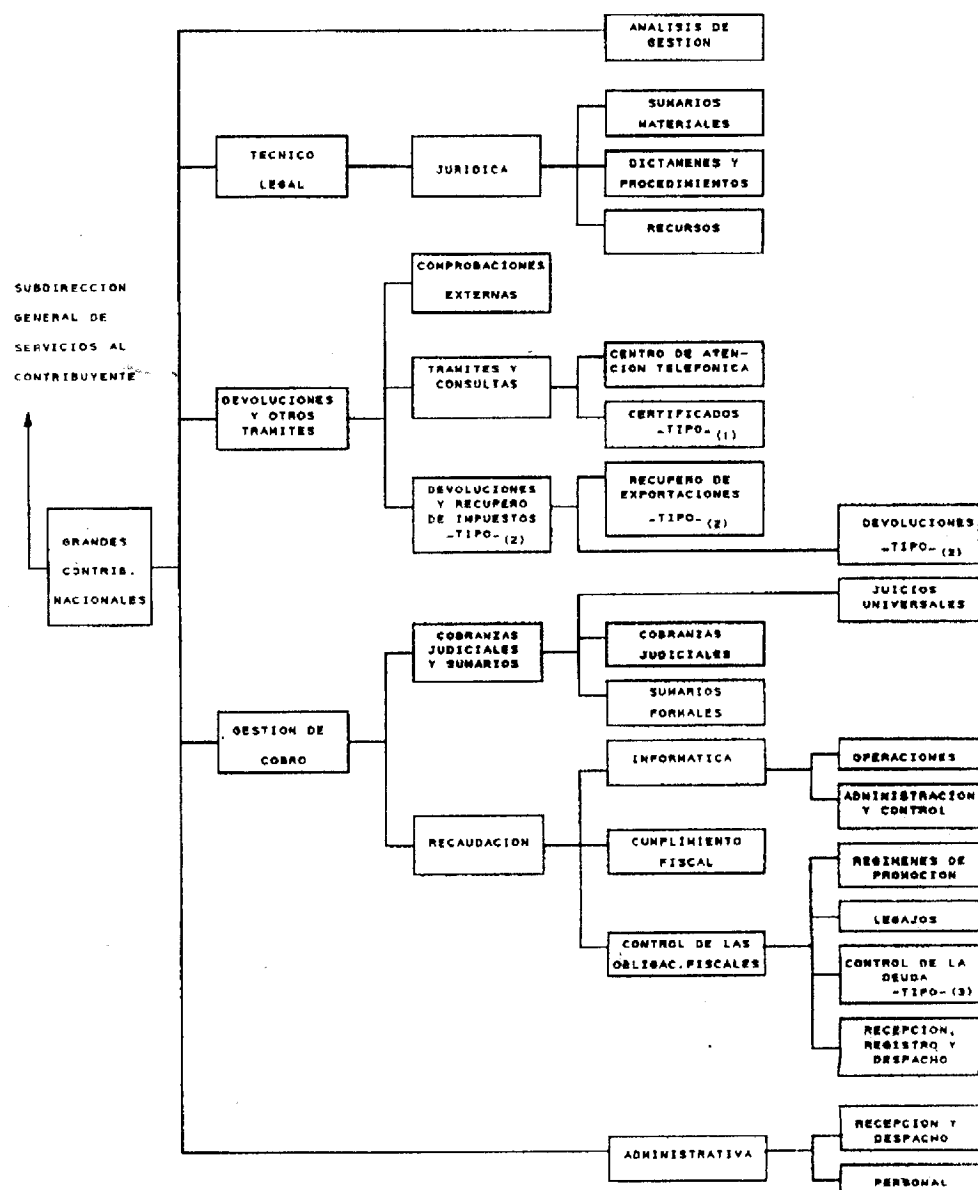 ANALISIS DE
GESTION
SUMARIOS
MATERIALES
TECNICO
LEGAL
JURIDICA
DICTAMENES Y
PROCEDIMIENTOS
RECURSOS
COMPROBACIONES
EXTERNAS
SUBDIRECCION
GENERAL DE
SERVICIOS AL
CONTRIBUYENTE
TRAMITES Y
CONSULTAS
CENTRO DE ATEN-
CION TELEFONICA
DEVOLUCIONES
Y OTROS
TRAMITES
CERTIFICADOS
-TIPO- (1)
DEVOLUCIONES
Y RECUPERO
DE IMPUESTOS
-TIPO- (2)
RECUPERO DE
EXPORTACIONES
-TIPO- (2)
DEVOLUCIONES
-TIPO- (2)
GRANDES
CONTRIB.
NACIONALES
JUICIOS
UNIVERSALES
COBRANZAS
JUDICIALES
Y SUMARIOS
COBRANZAS
JUDICIALES
SUMARIOS
FORMALES
GESTION DE
COBRO
INFORMATICA
OPERACIONES
ADMINISTRACION
Y CONTROL
RECAUDACION
CUMPLIMIENTO
FISCAL
REGIMENES DE
PROMOCION
LEGAJOS
CONTROL DE LAS
OBLIGAC.FISCALES
CONTROL DE LA
DEUDA
-TIPO- (3)
RECEPCION,
REGISTRO Y
DESPACHO
ADMINISTRATIVA
RECEPCION Y
DESPACHO
PERSONAL